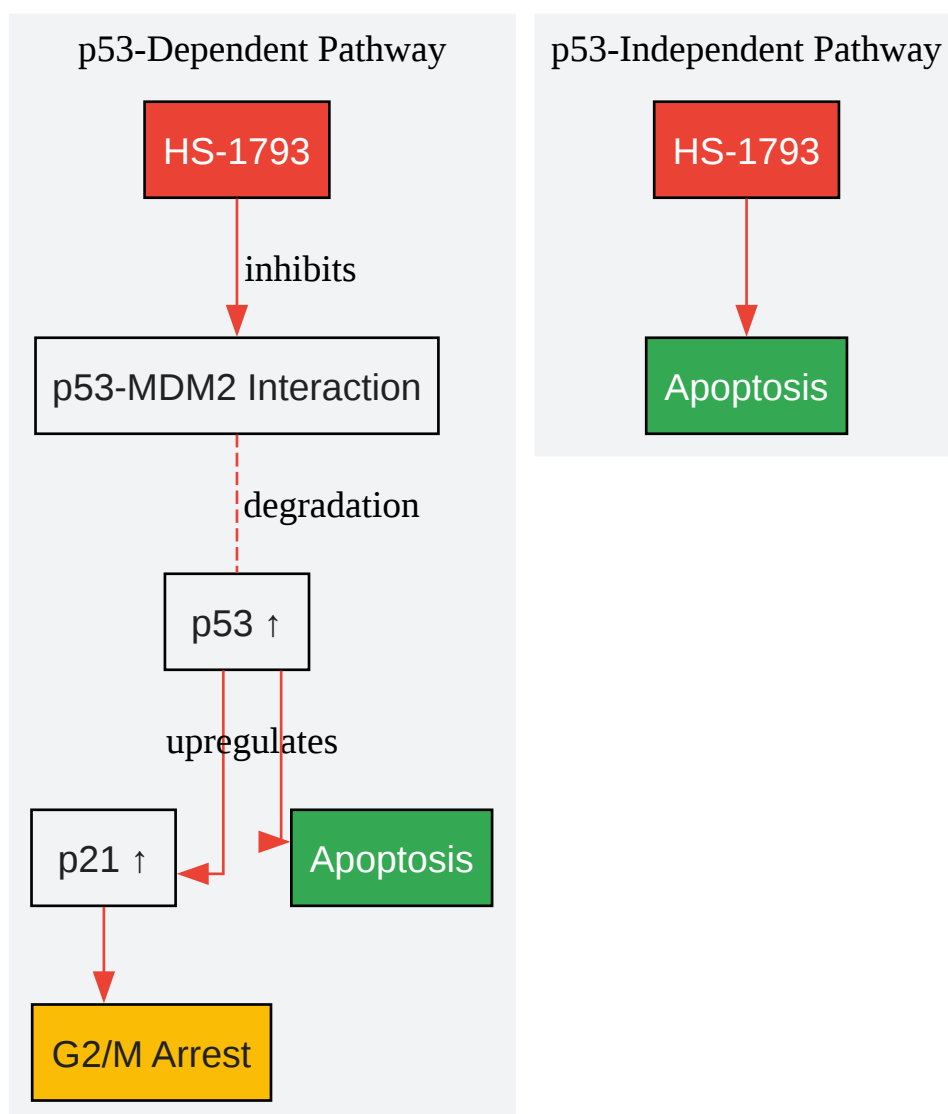 p53-Dependent Pathway
HS-1793
inhibits
p53-MDM2 Interaction
degradation
p53 ↑
upregulates
p21 ↑
Apoptosis
G2/M Arrest
p53-Independent Pathway
HS-1793
Apoptosis